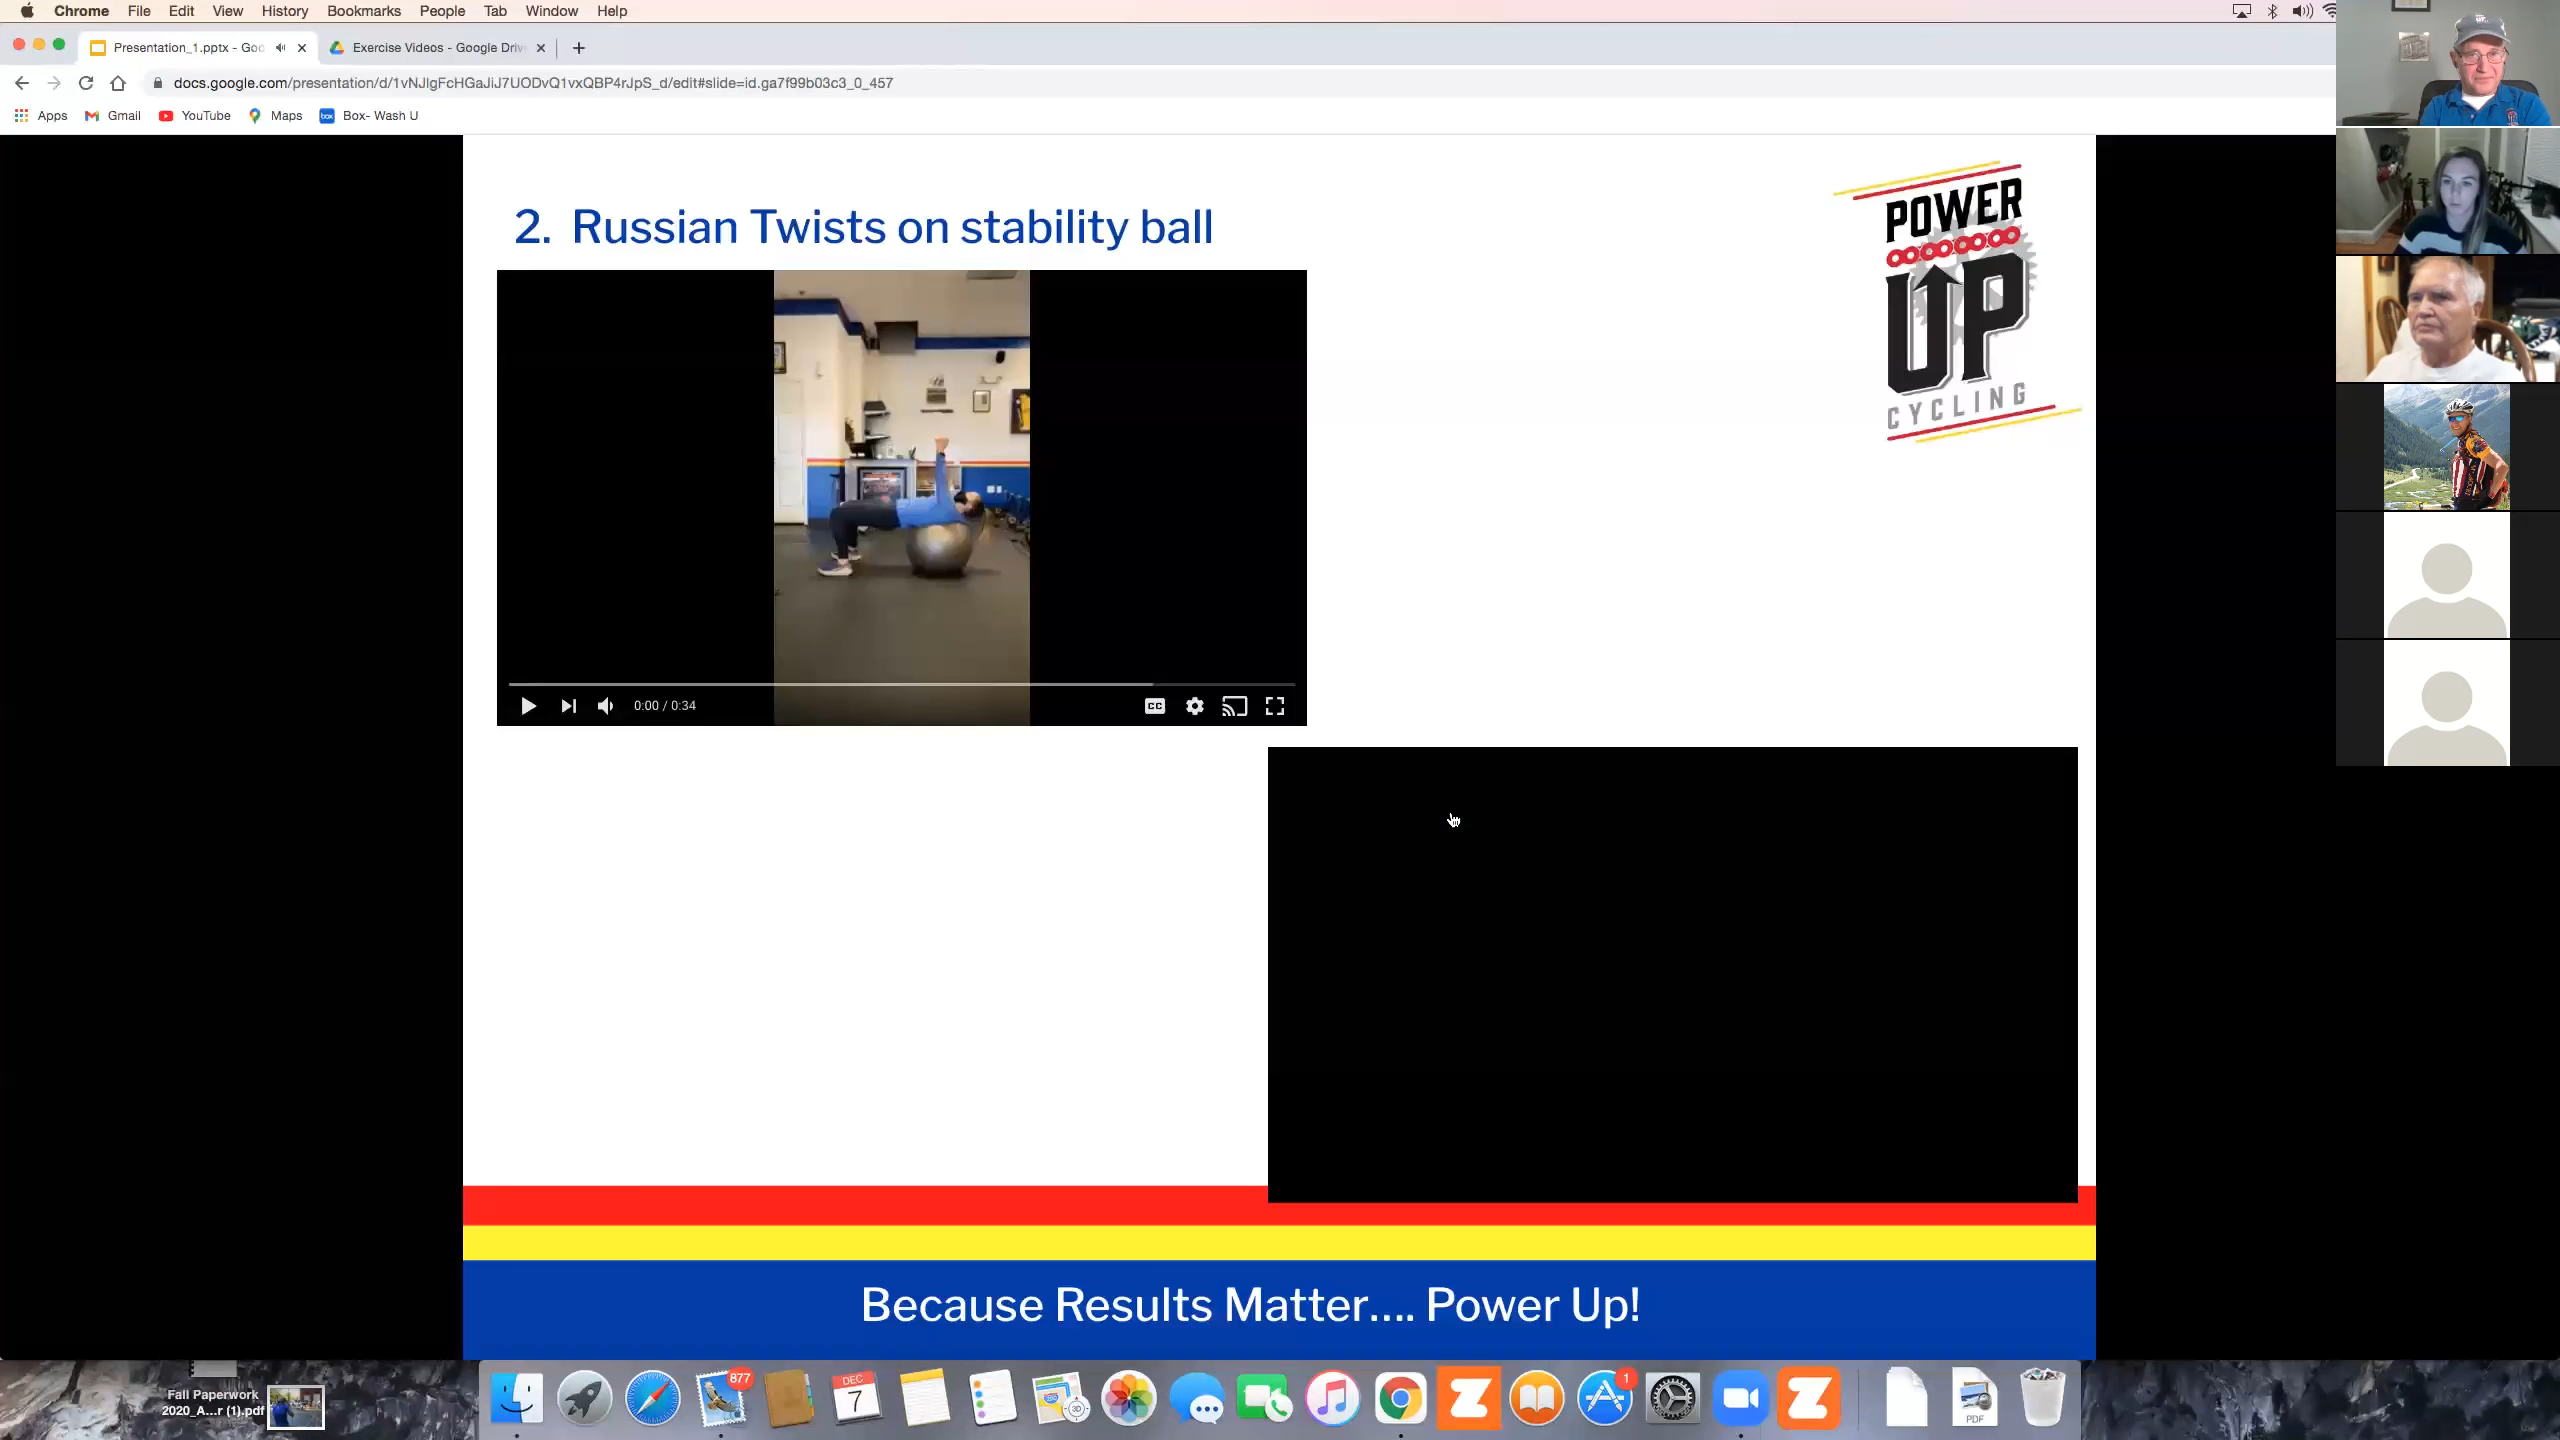 Chrome File Edit View History Bookmarks People Tab Window Help
Presentation_1.pptx - Goo
Exercise Videos - Google Driv
docs.google.com/presentation/d/1vNJlgFcHGaJiJ7UODvQ1vxQBP4rJpS_d/edit#slide=id.ga7f99b03c3_0_457
Apps Gmail YouTube Maps Box- Wash U
2. Russian Twists on stability ball
POWER
UP
CYCLING
0:00 / 0:34
CC
Because Results Matter.... Power Up!
Fall Paperwork
2020_A...r (1).pdf
877
DEC
7
3D
1
PDF